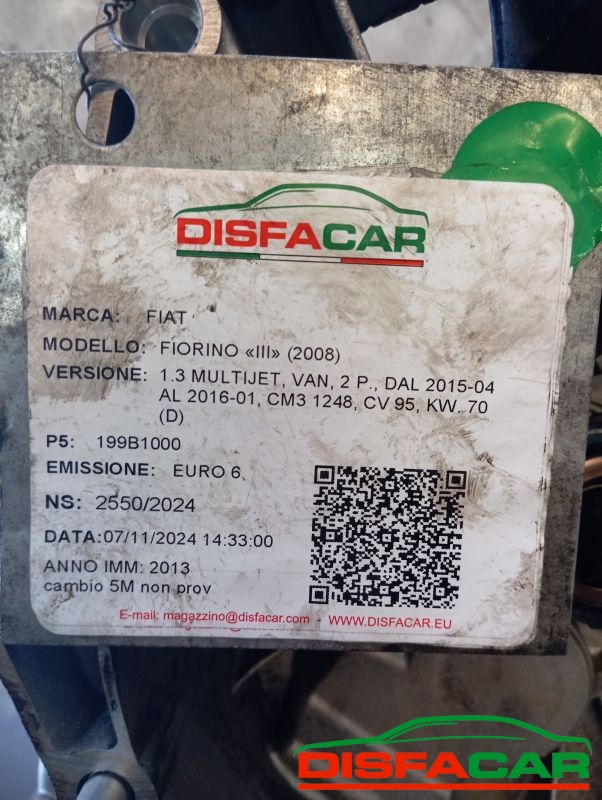 DISFACAR
MARCA: FIAT
MODELLO: FIORINO «III» (2008)
VERSIONE: 1.3 MULTIJET, VAN, 2 P., DAL 2015-04
AL 2016-01, CM3 1248, CV 95, KW. 70
(D)
P5: 199B1000
EMISSIONE: EURO 6
NS: 2550/2024
DATA:07/11/2024 14:33:00
ANNO IMM: 2013
cambio 5M non prov
E-mail: magazzino@disfacar.com - WWW.DISFACAR.EU
DISFACAR